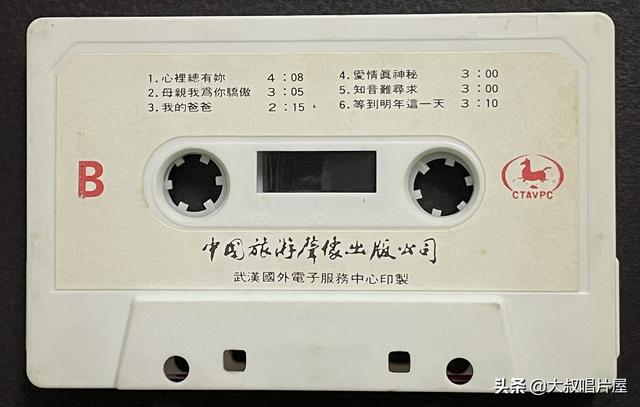 1.心裡總有妳 4:08
2.母親我爲你驕傲 3:05
3.我的爸爸 2:15
4.愛情眞神秘 3:00
5.知音難尋求 3:00
6.等到明年這一天 3:10
B
CTAVPC
中国旅游聲像出版公司
武漢國外電子服務中心印製
头条 @大叔唱片屋